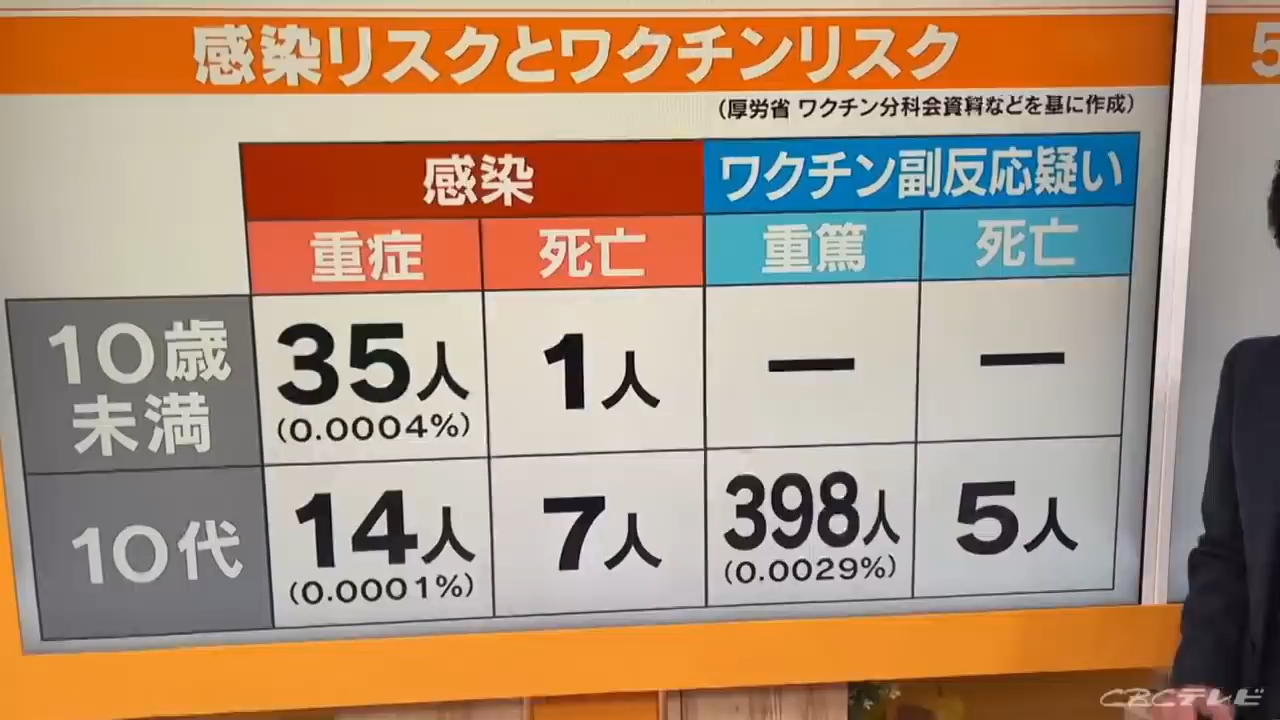 感染リスクとワクチンリスク
5
(厚労省 ワクチン分科会資料などを基に作成)
感染 ワクチン副反応疑い
重症 死亡 重篤 死亡
10歳未満 35人 (0.0004%) 1人 ー ー
10代 14人 (0.0001%) 7人 398人 (0.0029%) 5人
CBCテレビ